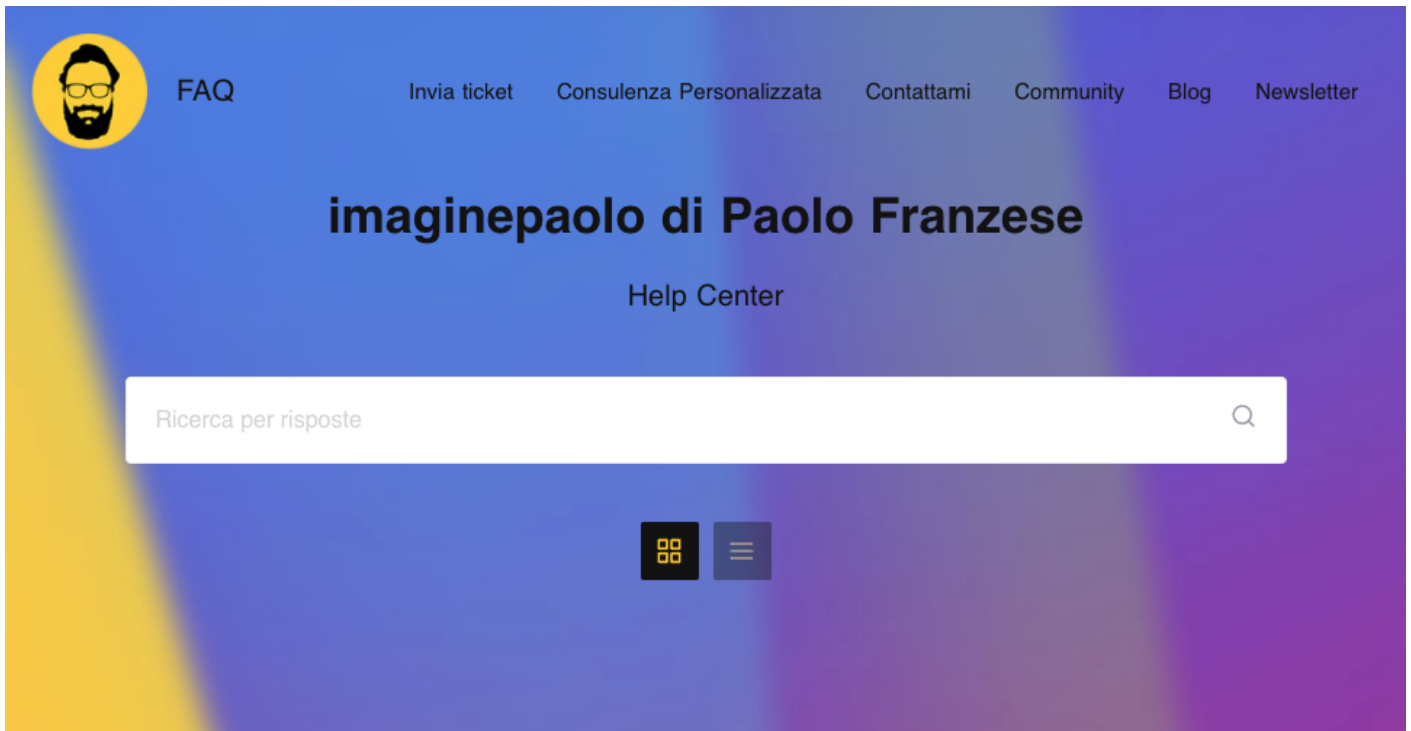 FAQ Invia ticket Consulenza Personalizzata Contattami Community Blog Newsletter
imaginepaolo di Paolo Franzese
Help Center
Ricerca per risposte